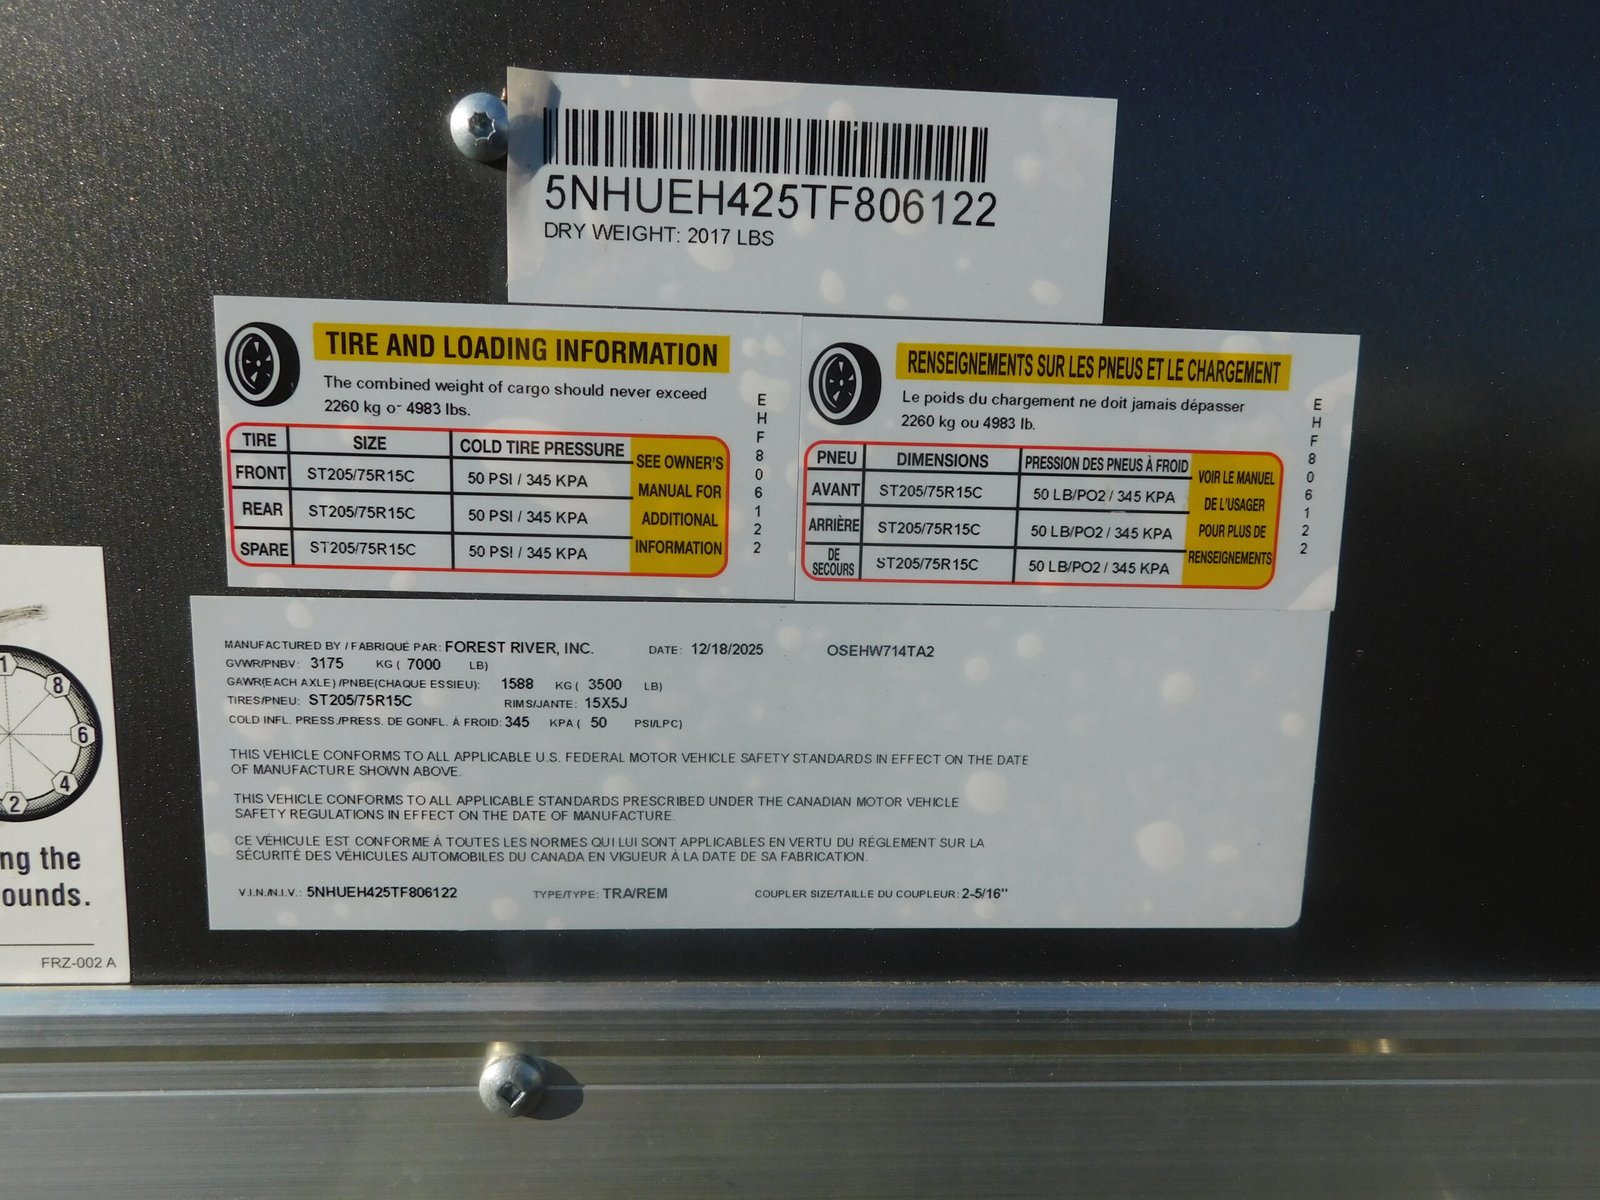 5NHUEH425TF806122
DRY WEIGHT: 2017 LBS
TIRE AND LOADING INFORMATION
The combined weight of cargo should never exceed
2260 kg or 4983 lbs.
TIRE SIZE COLD TIRE PRESSURE
FRONT ST205/75R15C 50 PSI / 345 KPA
REAR ST205/75R15C 50 PSI / 345 KPA
SPARE ST205/75R15C 50 PSI / 345 KPA
SEE OWNER'S
MANUAL FOR
ADDITIONAL
INFORMATION
EHF806122
RENSEIGNEMENTS SUR LES PNEUS ET LE CHARGEMENT
Le poids du chargement ne doit jamais dépasser
2260 kg ou 4983 lb.
PNEU DIMENSIONS PRESSION DES PNEUS À FROID
AVANT ST205/75R15C 50 LB/PO2 / 345 KPA
ARRIÈRE ST205/75R15C 50 LB/PO2 / 345 KPA
DE
SECOURS ST205/75R15C 50 LB/PO2 / 345 KPA
VOIR LE MANUEL
DE L'USAGER
POUR PLUS DE
RENSEIGNEMENTS
EHF806122
MANUFACTURED BY / FABRIQUÉ PAR: FOREST RIVER, INC. DATE: 12/18/2025 OSEHW714TA2
GVWR/PNBV: 3175 KG ( 7000 LB)
GAWR(EACH AXLE) /PNBE(CHAQUE ESSIEU): 1588 KG ( 3500 LB)
TIRES/PNEU: ST205/75R15C RIMS/JANTE: 15X5J
COLD INFL. PRESS./PRESS. DE GONFL. À FROID: 345 KPA ( 50 PSI/LPC)
THIS VEHICLE CONFORMS TO ALL APPLICABLE U.S. FEDERAL MOTOR VEHICLE SAFETY STANDARDS IN EFFECT ON THE DATE
OF MANUFACTURE SHOWN ABOVE.
THIS VEHICLE CONFORMS TO ALL APPLICABLE STANDARDS PRESCRIBED UNDER THE CANADIAN MOTOR VEHICLE
SAFETY REGULATIONS IN EFFECT ON THE DATE OF MANUFACTURE.
CE VÉHICULE EST CONFORME À TOUTES LES NORMES QUI LUI SONT APPLICABLES EN VERTU DU RÉGLEMENT SUR LA
SÉCURITÉ DES VÉHICULES AUTOMOBILES DU CANADA EN VIGUEUR À LA DATE DE SA FABRICATION.
V.I.N./N.I.V.: 5NHUEH425TF806122 TYPE/TYPE: TRA/REM COUPLER SIZE/TAILLE DU COUPLEUR: 2-5/16"
1
8
6
4
2
ng the
ounds.
FRZ-002 A